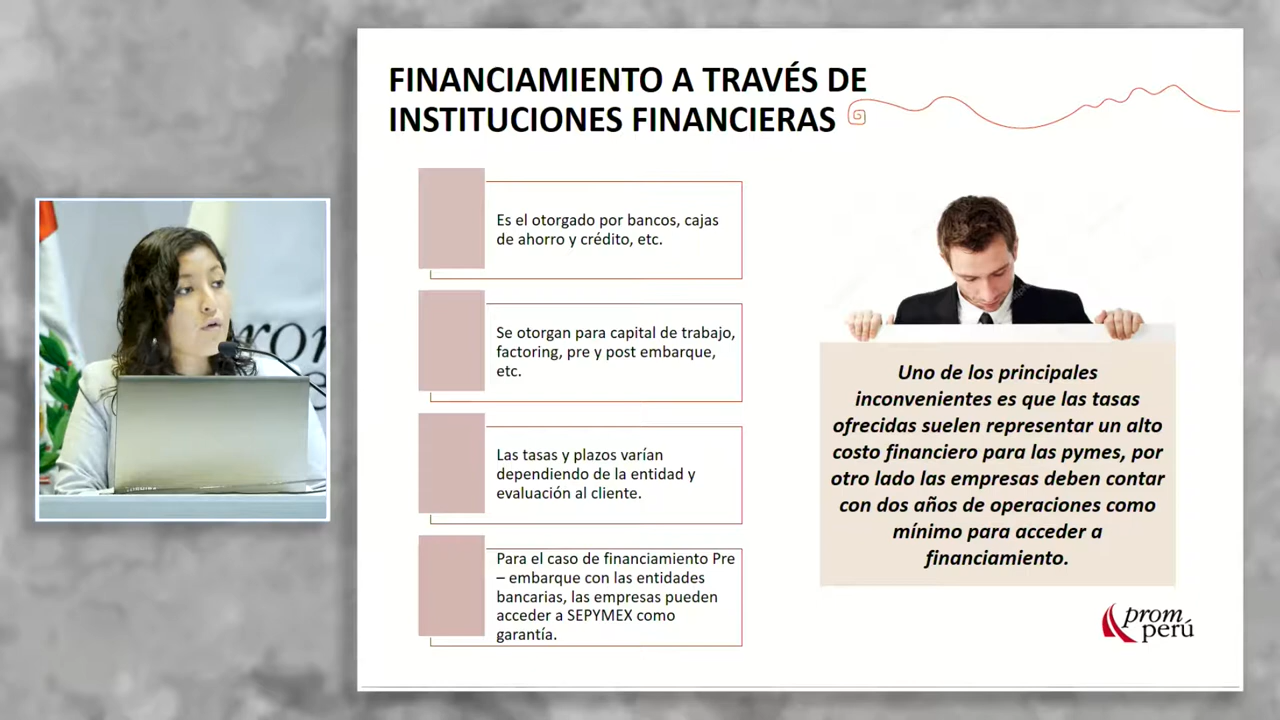 FINANCIAMIENTO A TRAVÉS DE
INSTITUCIONES FINANCIERAS
Es el otorgado por bancos, cajas
de ahorro y crédito, etc.
Se otorgan para capital de trabajo,
factoring, pre y post embarque,
etc.
Las tasas y plazos varían
dependiendo de la entidad y
evaluación al cliente.
Para el caso de financiamiento Pre
– embarque con las entidades
bancarias, las empresas pueden
acceder a SEPYMEX como
garantía.
Uno de los principales
inconvenientes es que las tasas
ofrecidas suelen representar un alto
costo financiero para las pymes, por
otro lado las empresas deben contar
con dos años de operaciones como
mínimo para acceder a
financiamiento.
prom
perú